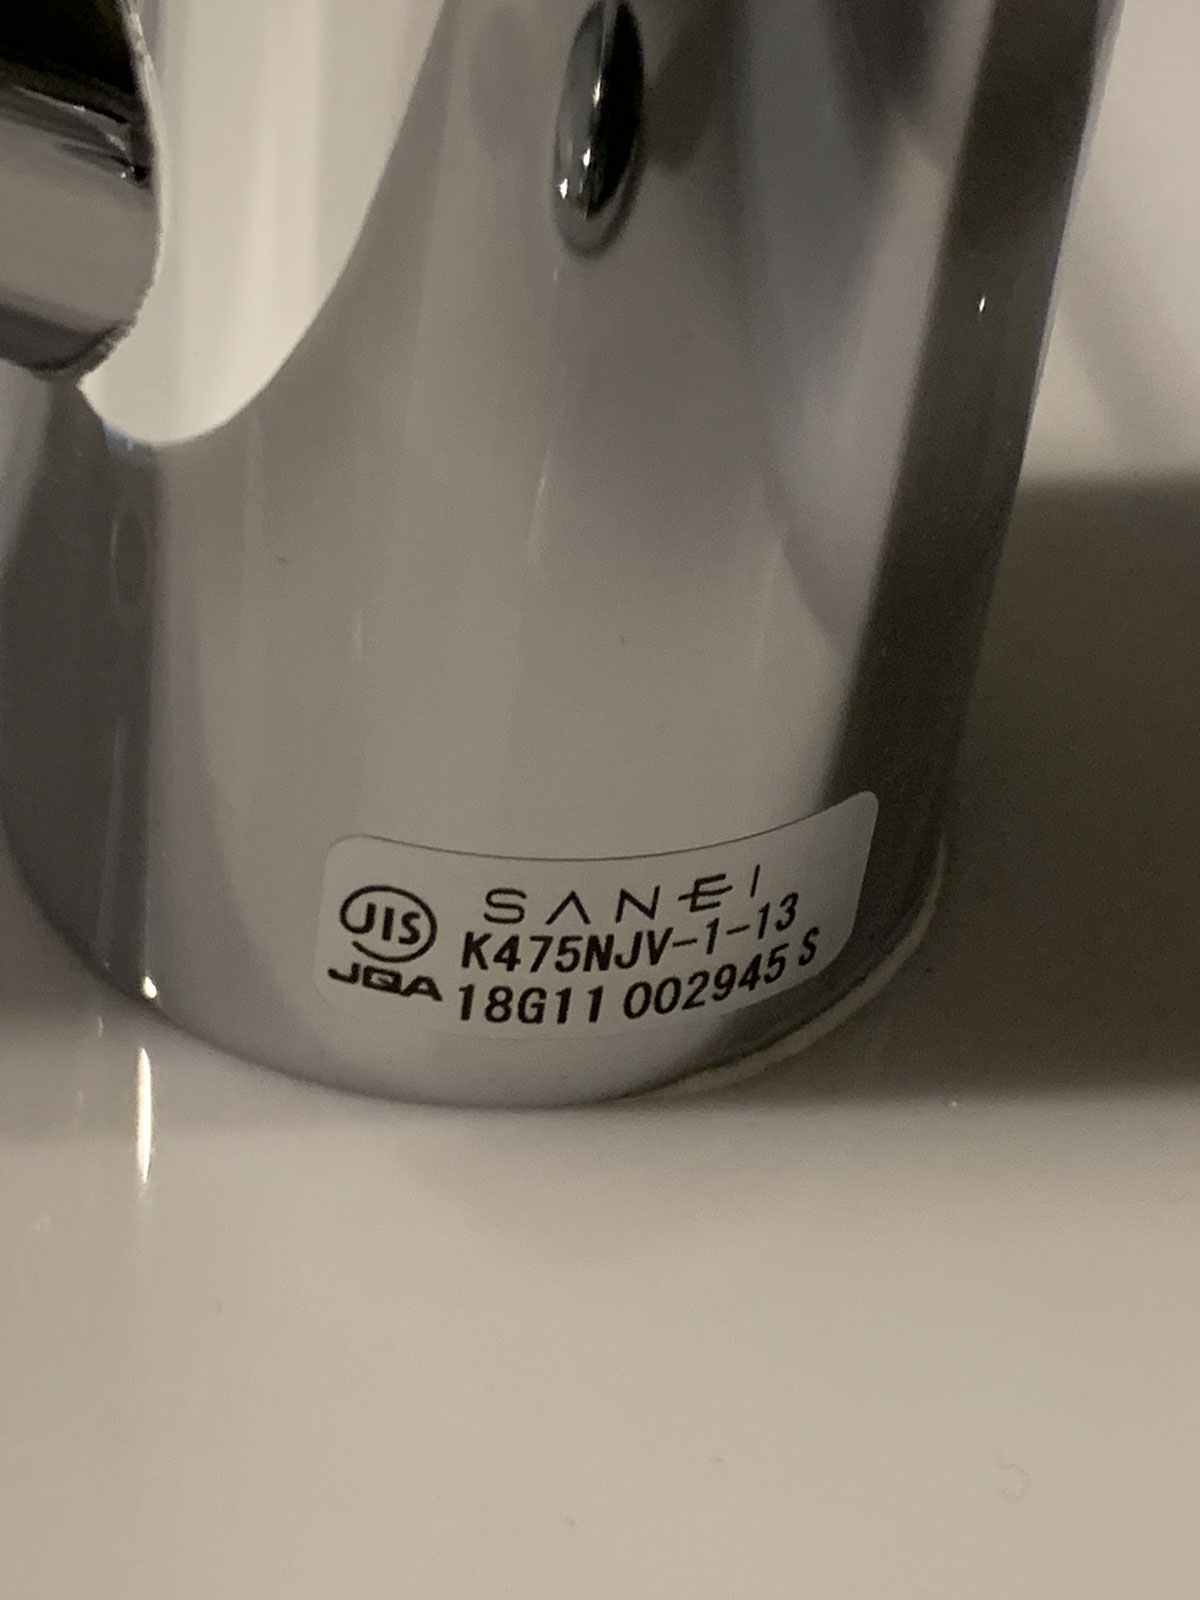 JIS
JQA
SANEI
K475NJV-1-13
18G11 002945 S